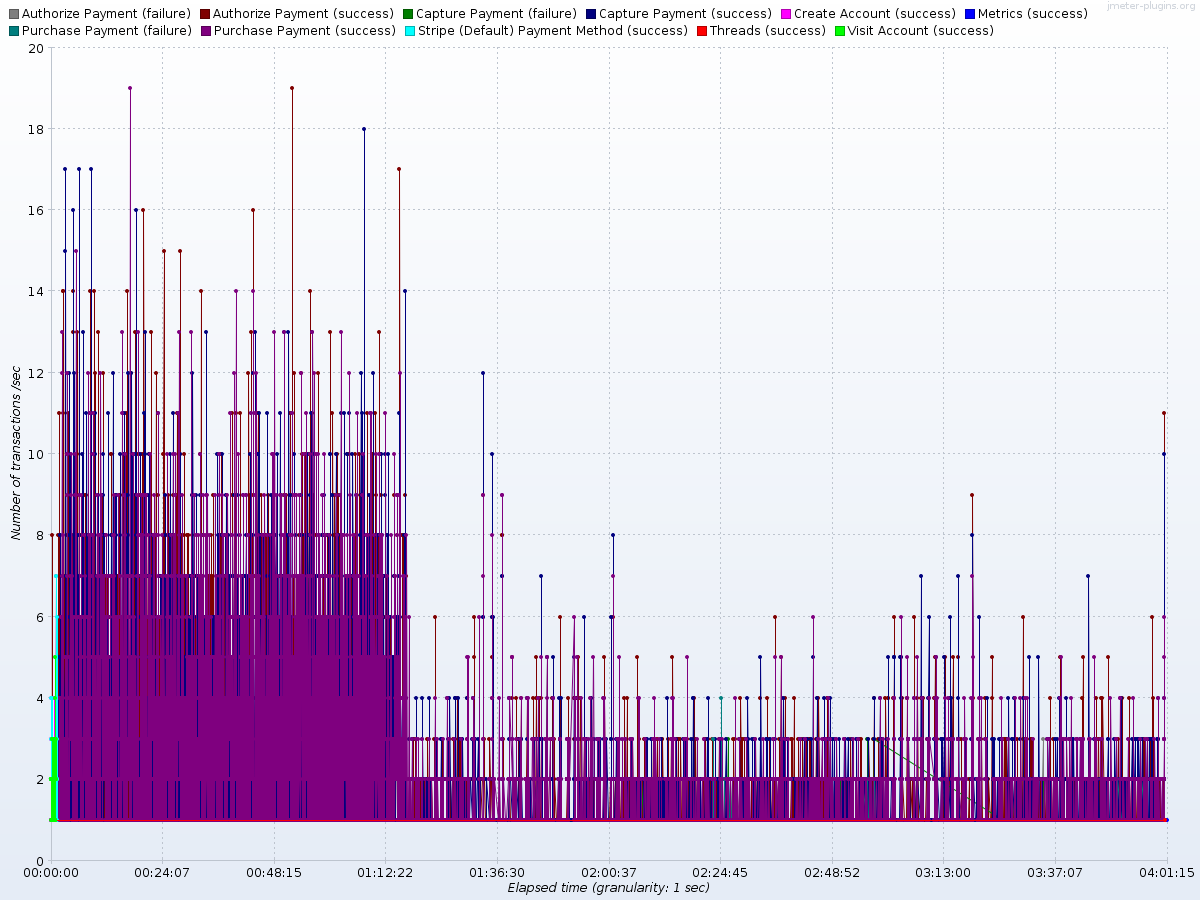 jmeter-plugins.org
Authorize Payment (failure) Authorize Payment (success) Capture Payment (failure) Capture Payment (success) Create Account (success) Metrics (success)
Purchase Payment (failure) Purchase Payment (success) Stripe (Default) Payment Method (success) Threads (success) Visit Account (success)
20
18
16
14
12
10
8
6
4
2
0
Number of transactions /sec
00:00:00 00:24:07 00:48:15 01:12:22 01:36:30 02:00:37 02:24:45 02:48:52 03:13:00 03:37:07 04:01:15
Elapsed time (granularity: 1 sec)